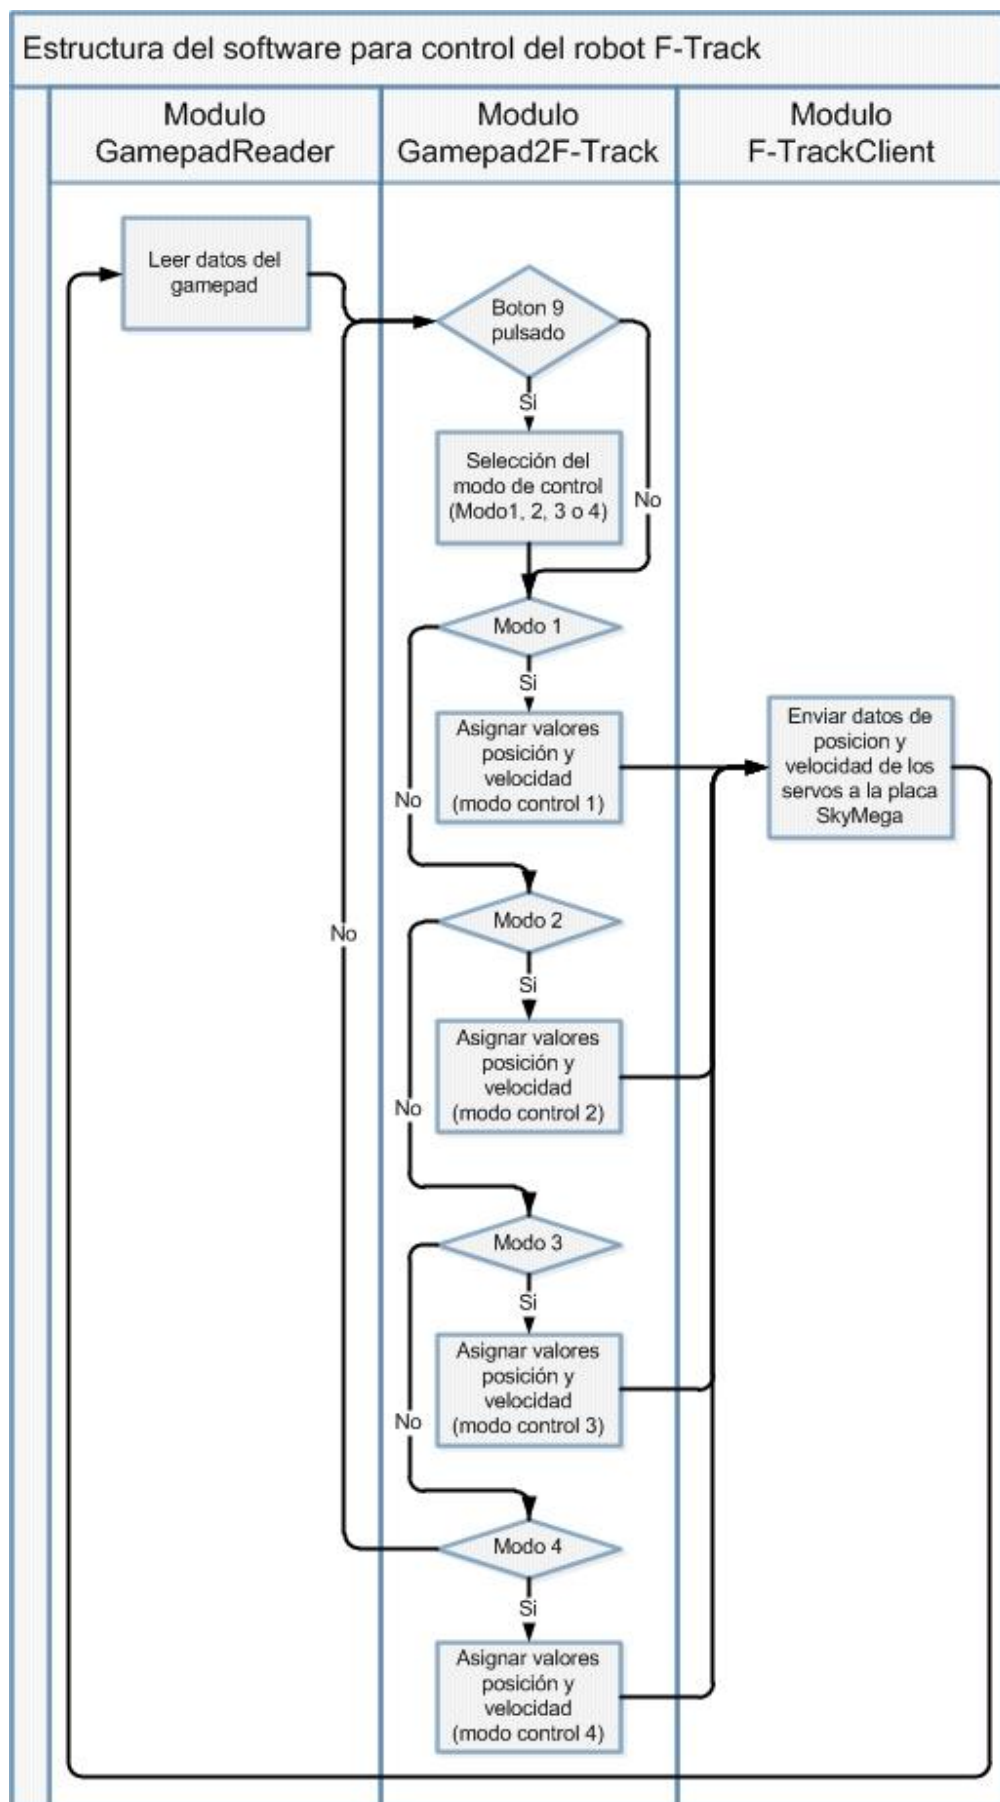 Estructura del software para control del robot F-Track
Modulo
GamepadReader
Modulo
Gamepad2F-Track
Modulo
F-TrackClient
Leer datos del
gamepad
Boton 9
pulsado
Si
Selección del
modo de control
(Modo1, 2, 3 o 4)
No
Modo 1
Si
Asignar valores
posición y
velocidad
(modo control 1)
No
Enviar datos de
posicion y
velocidad de los
servos a la placa
SkyMega
Modo 2
No
Si
Asignar valores
posición y
velocidad
(modo control 2)
No
Modo 3
Si
Asignar valores
posición y
velocidad
(modo control 3)
No
Modo 4
Si
Asignar valores
posición y
velocidad
(modo control 4)